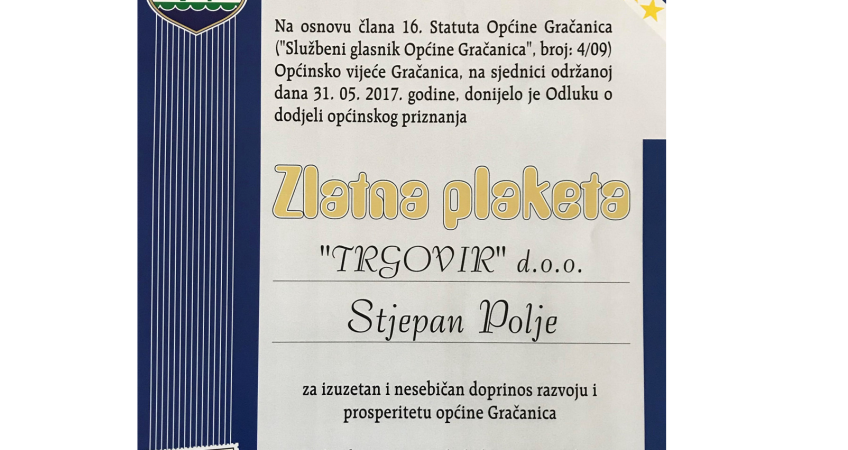 Na osnovu člana 16. Statuta Općine Gračanica
("Službeni glasnik Općine Gračanica", broj: 4/09)
Općinsko vijeće Gračanica, na sjednici održanoj
dana 31. 05. 2017. godine, donijelo je Odluku o
dodjeli općinskog priznanja
Zlatna plaketa
"TRGOVIR" d.o.o.
Stjepan Polje
za izuzetan i nesebičan doprinos razvoju i
prosperitetu općine Gračanica